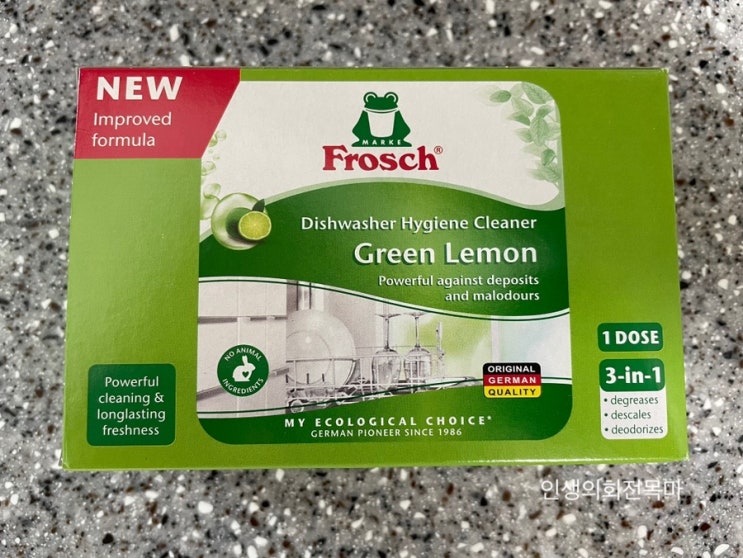 NEW
Improved
formula
MARKE
Frosch®
Dishwasher Hygiene Cleaner
Green Lemon
Powerful against deposits
and malodours
NO ANIMAL
INGREDIENTS
Powerful
cleaning &
longlasting
freshness
ORIGINAL
GERMAN
QUALITY
1 DOSE
3-in-1
• degreases
• descales
• deodorizes
MY ECOLOGICAL CHOICE*
GERMAN PIONEER SINCE 1986
인생의회전목마